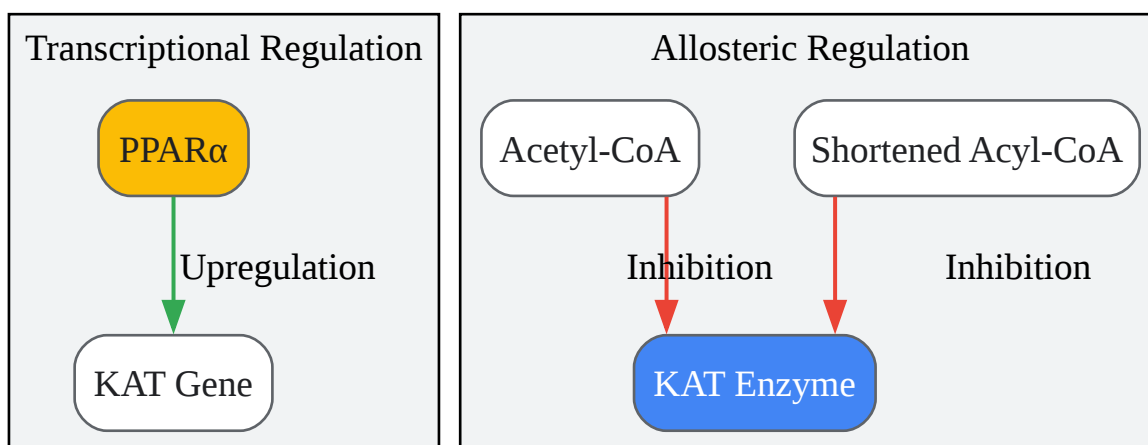 Transcriptional Regulation
PPARα
Upregulation
KAT Gene
Allosteric Regulation
Acetyl-CoA
Shortened Acyl-CoA
Inhibition
Inhibition
KAT Enzyme